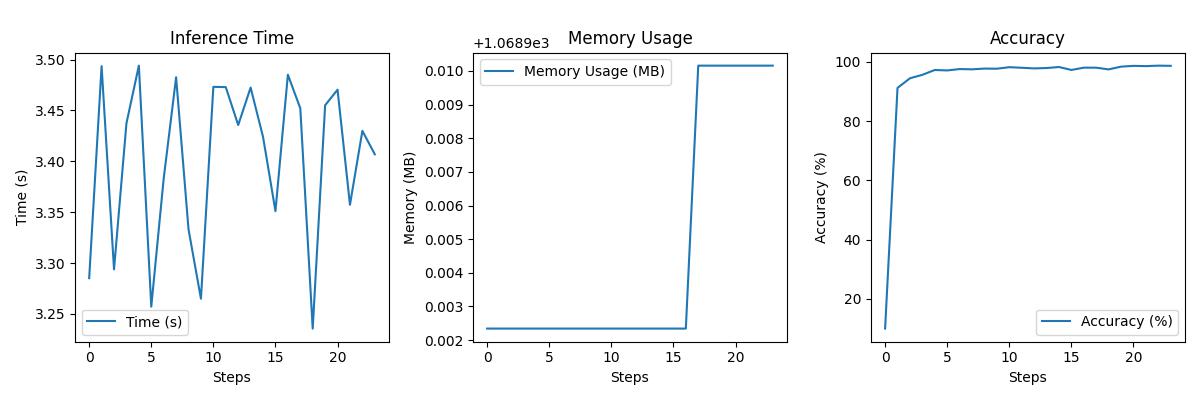 Inference Time
3.50
3.45
3.40
3.35
3.30
3.25
Time (s)
Time (s)
0 5 10 15 20
Steps
+1.0689e3
Memory Usage
0.010
0.009
0.008
0.007
0.006
0.005
0.004
0.003
0.002
Memory (MB)
Memory Usage (MB)
0 5 10 15 20
Steps
Accuracy
100
80
60
40
20
Accuracy (%)
Accuracy (%)
0 5 10 15 20
Steps